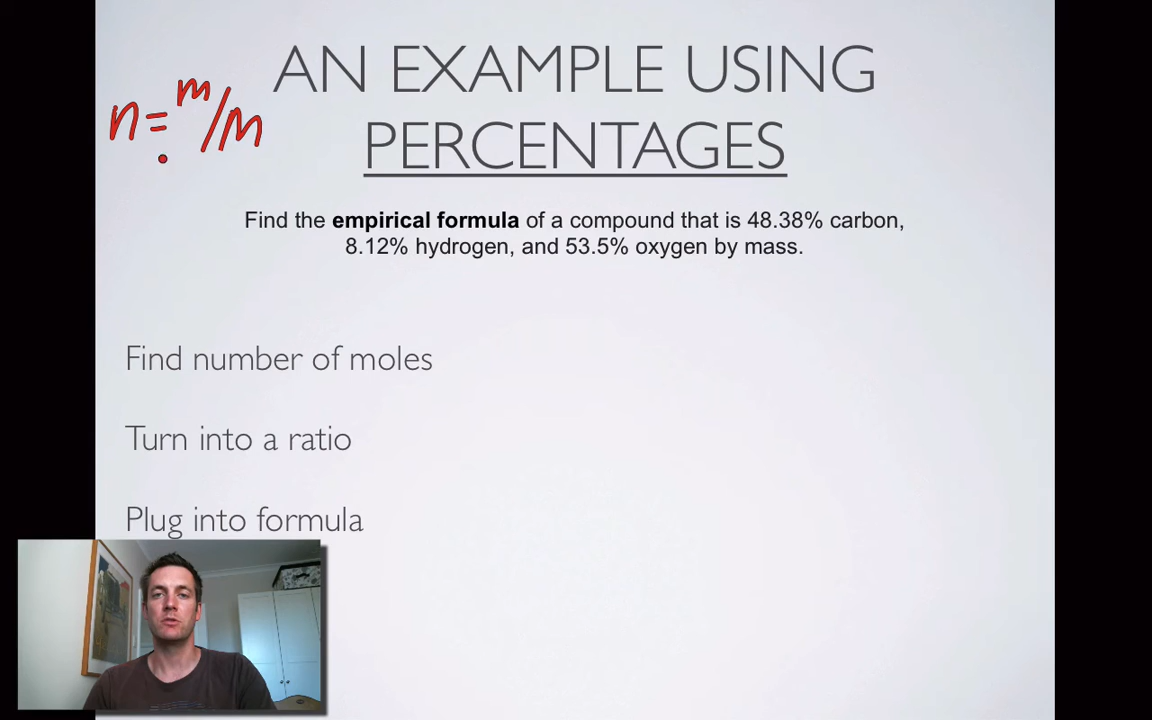 AN EXAMPLE USING
PERCENTAGES
n = m/M
Find the empirical formula of a compound that is 48.38% carbon,
8.12% hydrogen, and 53.5% oxygen by mass.
Find number of moles
Turn into a ratio
Plug into formula